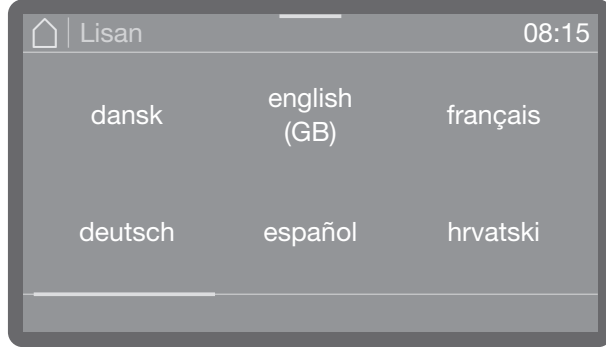 Lisan
08:15
dansk
english
(GB)
français
deutsch
español
hrvatski